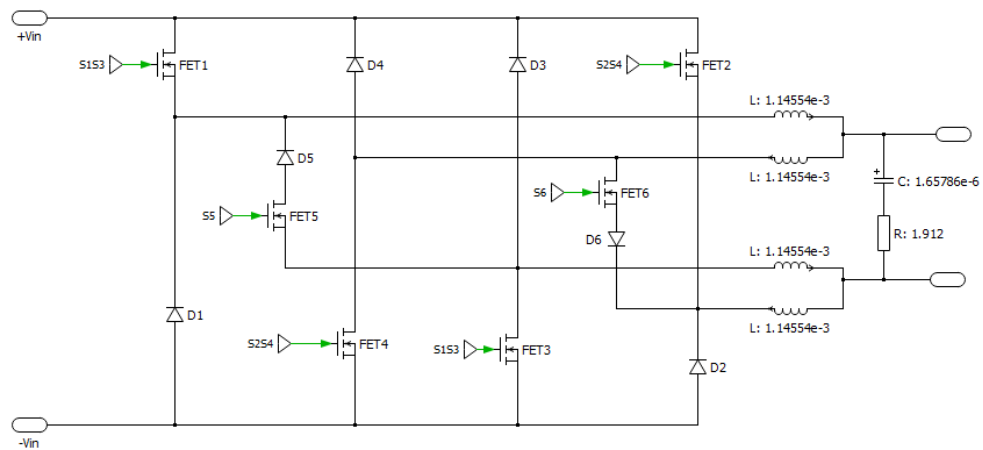 +Vin
S1S3
FET1
D4
D3
S2S4
FET2
L: 1.14554e-3
D5
L: 1.14554e-3
+
C: 1.65786e-6
S5
FET5
S6
FET6
D6
R: 1.912
L: 1.14554e-3
D1
L: 1.14554e-3
S2S4
FET4
S1S3
FET3
D2
-Vin